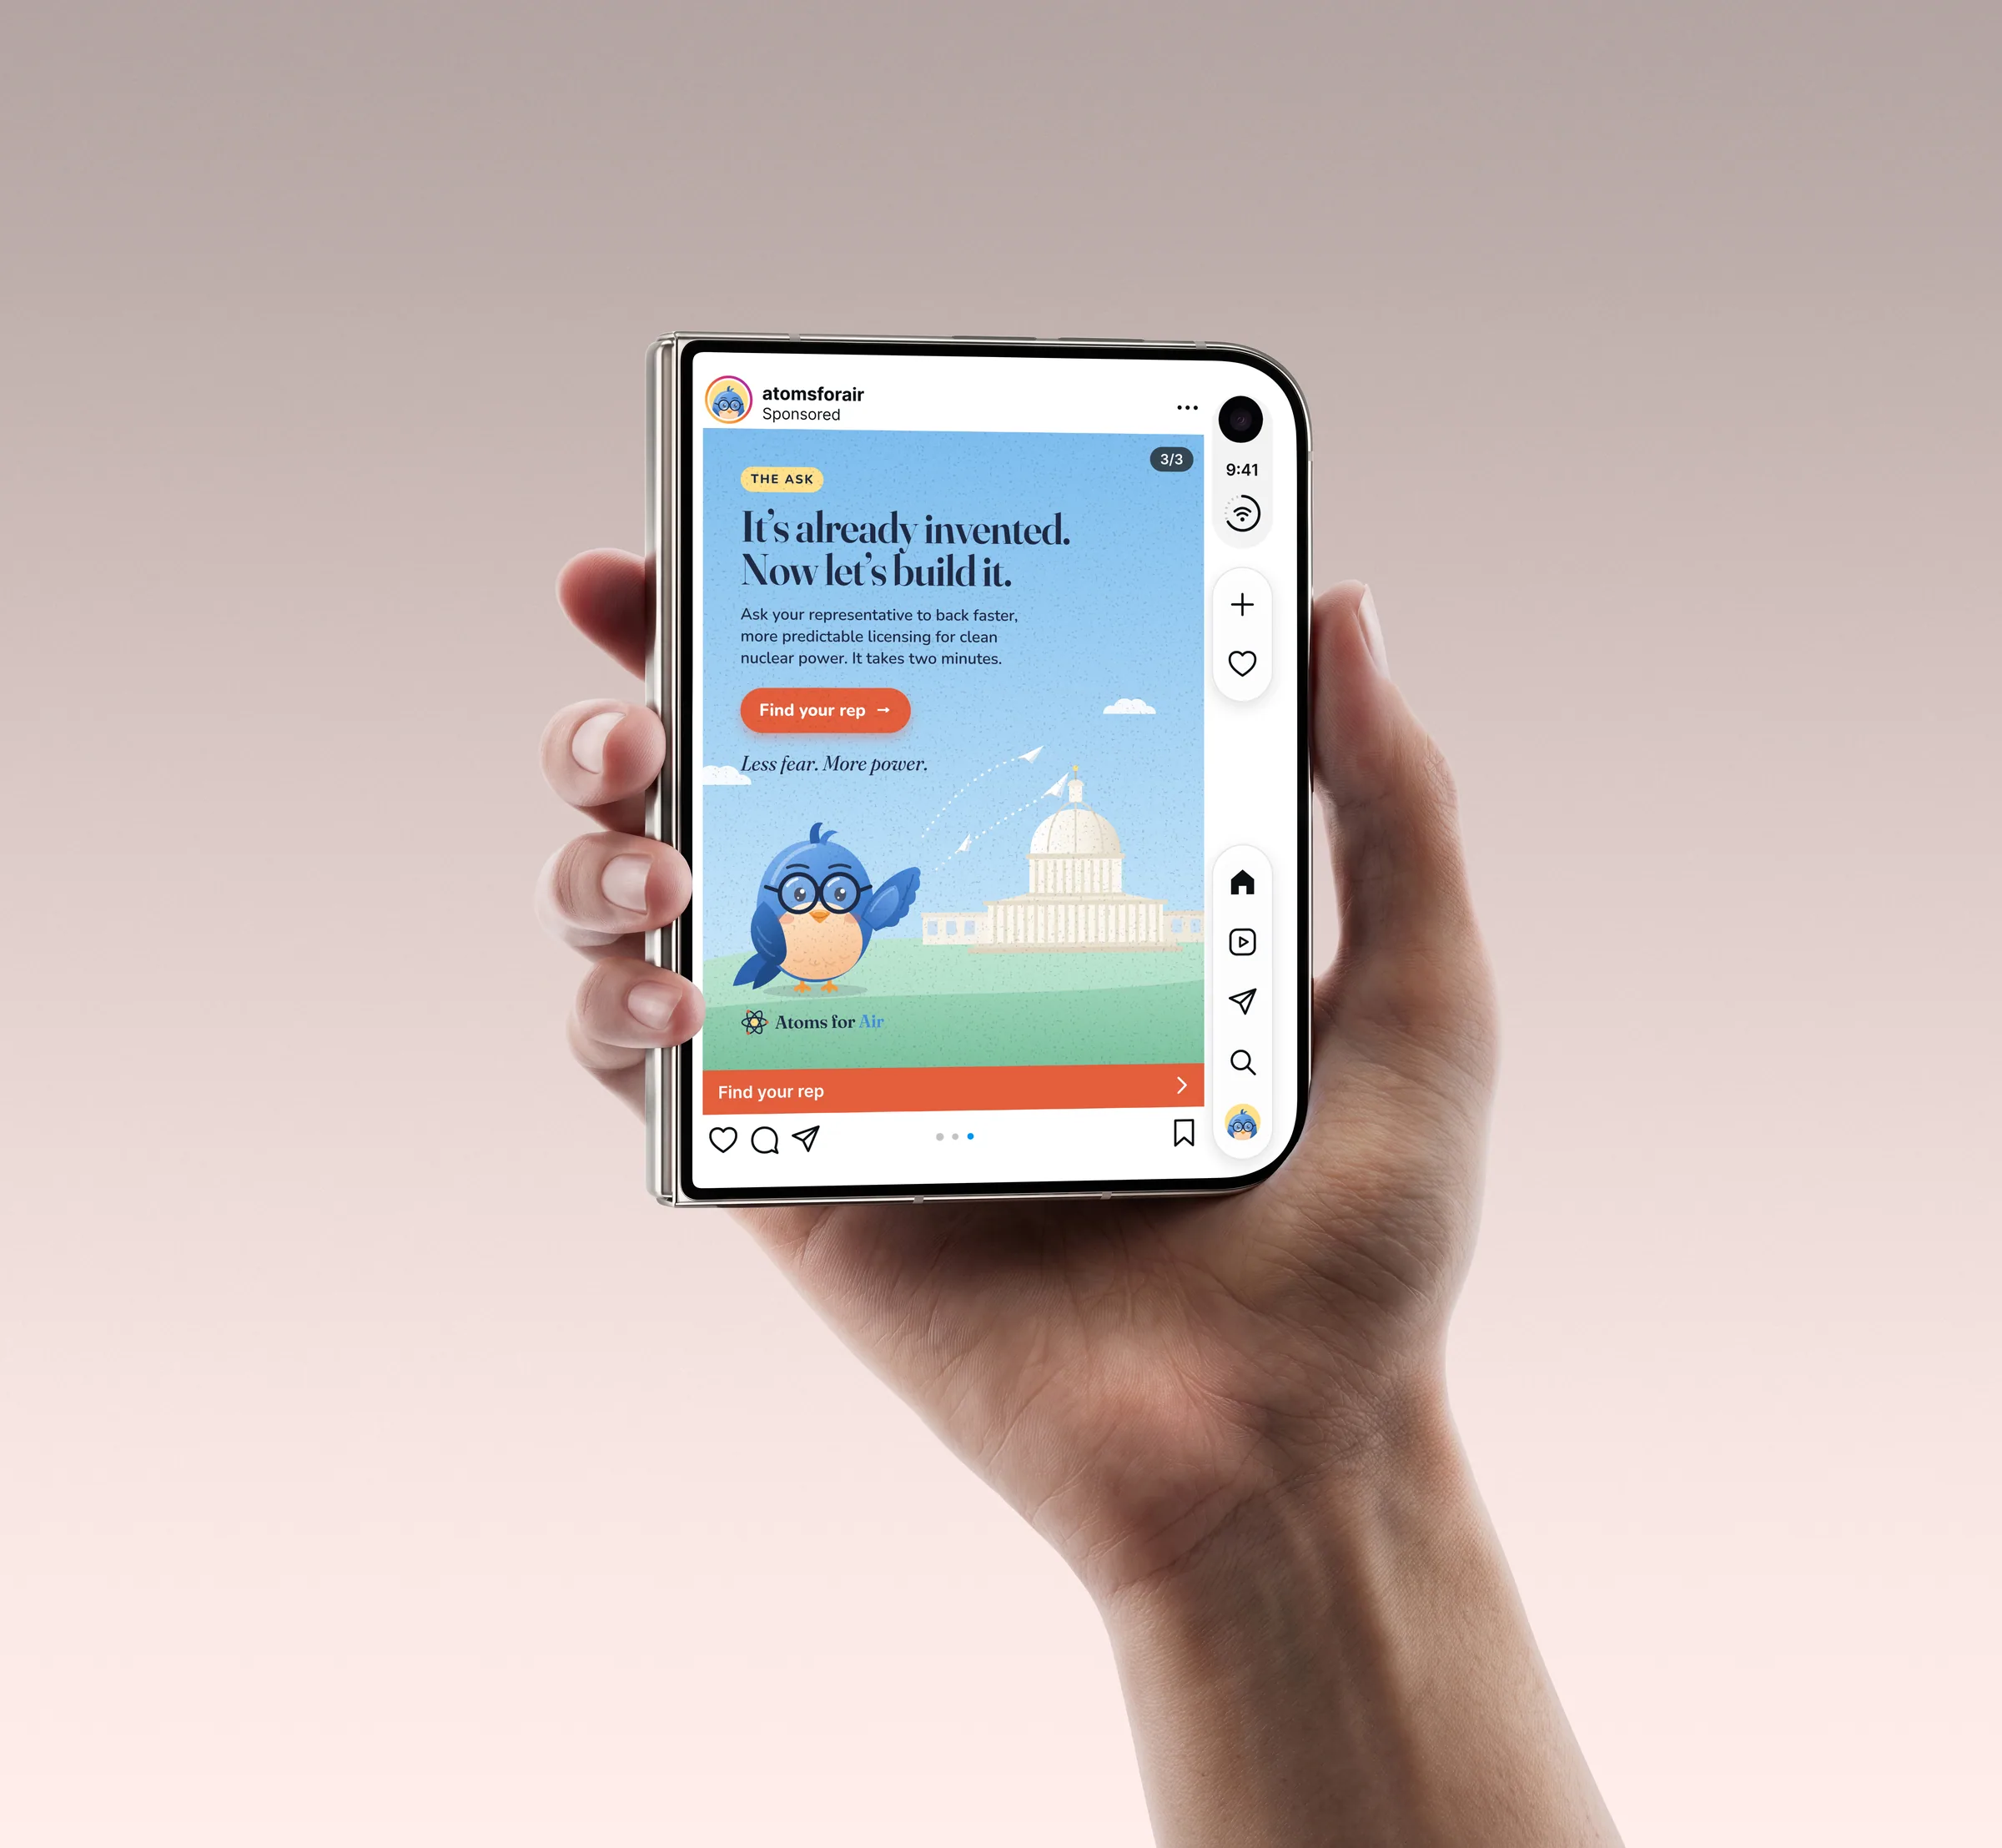 atomsforair
Sponsored
3/3
9:41
THE ASK
It’s already invented.
Now let’s build it.
Ask your representative to back faster,
more predictable licensing for clean
nuclear power. It takes two minutes.
Find your rep →
Less fear. More power.
Atoms for Air
Find your rep